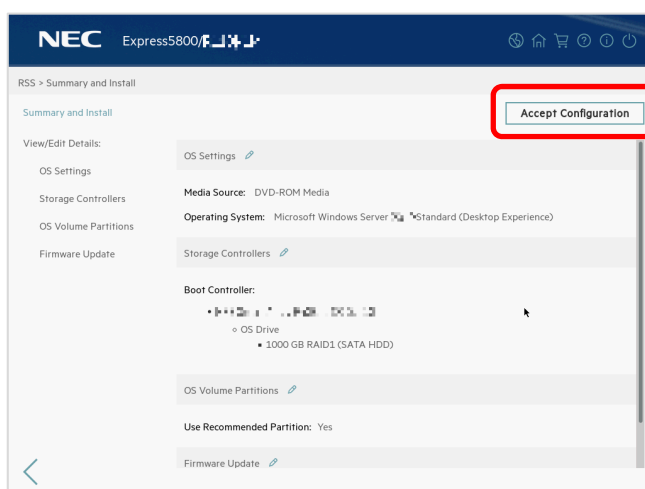 NEC Express5800/
RSS > Summary and Install
Summary and Install
Accept Configuration
View/Edit Details:
OS Settings
Storage Controllers
OS Volume Partitions
Firmware Update
OS Settings
Media Source: DVD-ROM Media
Operating System: Microsoft Windows Server Standard (Desktop Experience)
Storage Controllers
Boot Controller:
OS Drive
1000 GB RAID1 (SATA HDD)
OS Volume Partitions
Use Recommended Partition: Yes
Firmware Update